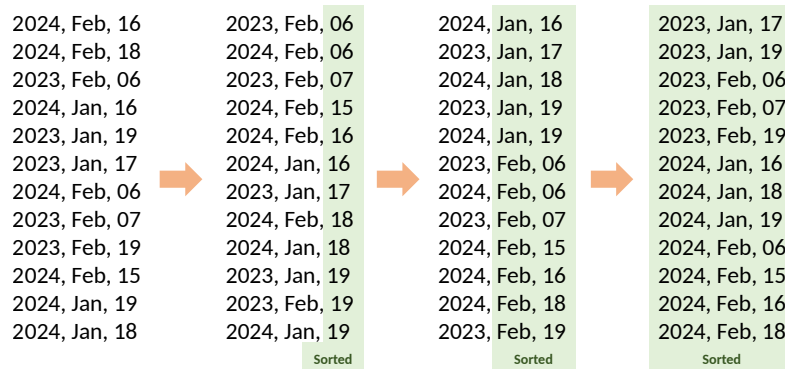 2024, Feb, 16
2024, Feb, 18
2023, Feb, 06
2024, Jan, 16
2023, Jan, 19
2023, Jan, 17
2024, Feb, 06
2023, Feb, 07
2023, Feb, 19
2024, Feb, 15
2024, Jan, 19
2024, Jan, 18
2023, Feb, 06
2024, Feb, 06
2023, Feb, 07
2024, Feb, 15
2024, Feb, 16
2024, Jan, 16
2023, Jan, 17
2024, Feb, 18
2024, Jan, 18
2023, Jan, 19
2023, Feb, 19
2024, Jan, 19
Sorted
2024, Jan, 16
2023, Jan, 17
2024, Jan, 18
2023, Jan, 19
2024, Jan, 19
2023, Feb, 06
2024, Feb, 06
2023, Feb, 07
2024, Feb, 15
2024, Feb, 16
2024, Feb, 18
2023, Feb, 19
Sorted
2023, Jan, 17
2023, Jan, 19
2023, Feb, 06
2023, Feb, 07
2023, Feb, 19
2024, Jan, 16
2024, Jan, 18
2024, Jan, 19
2024, Feb, 06
2024, Feb, 15
2024, Feb, 16
2024, Feb, 18
Sorted